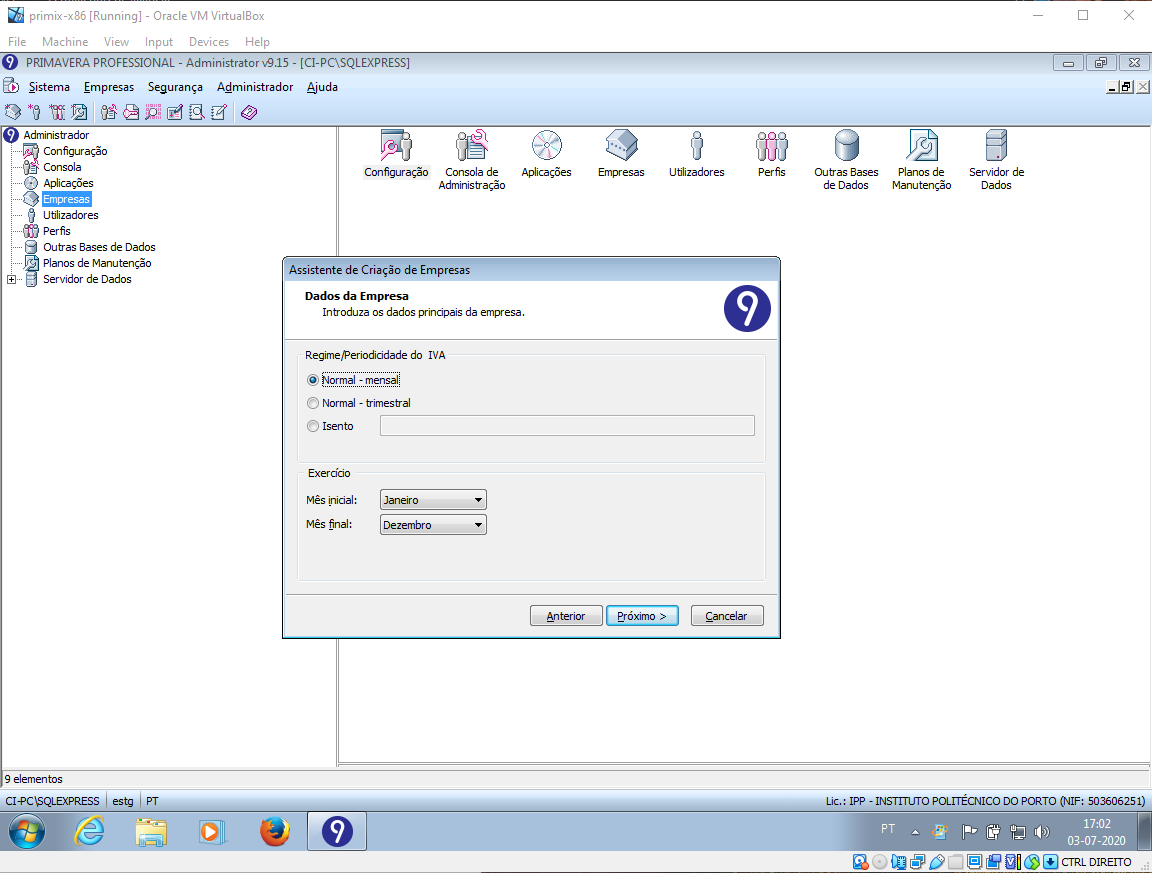 primix-x86 [Running] - Oracle VM VirtualBox
File Machine View Input Devices Help
9 PRIMAVERA PROFESSIONAL - Administrator v9.15 - [CI-PC\SQLEXPRESS]
Sistema Empresas Segurança Administrador Ajuda
9 Administrador
Configuração
Consola
Aplicações
Empresas
Utilizadores
Perfis
Outras Bases de Dados
Planos de Manutenção
Servidor de Dados
Configuração
Consola de
Administração
Aplicações
Empresas
Utilizadores
Perfis
Outras Bases
de Dados
Planos de
Manutenção
Servidor de
Dados
Assistente de Criação de Empresas
Dados da Empresa
Introduza os dados principais da empresa.
9
Regime/Periodicidade do IVA
Normal - mensal
Normal - trimestral
Isento
Exercício
Mês inicial: Janeiro
Mês final: Dezembro
Anterior Próximo > Cancelar
9 elementos
CI-PC\SQLEXPRESS estg PT Lic.: IPP - INSTITUTO POLITÉCNICO DO PORTO (NIF: 503606251)
9
PT
17:02
03-07-2020
CTRL DIREITO